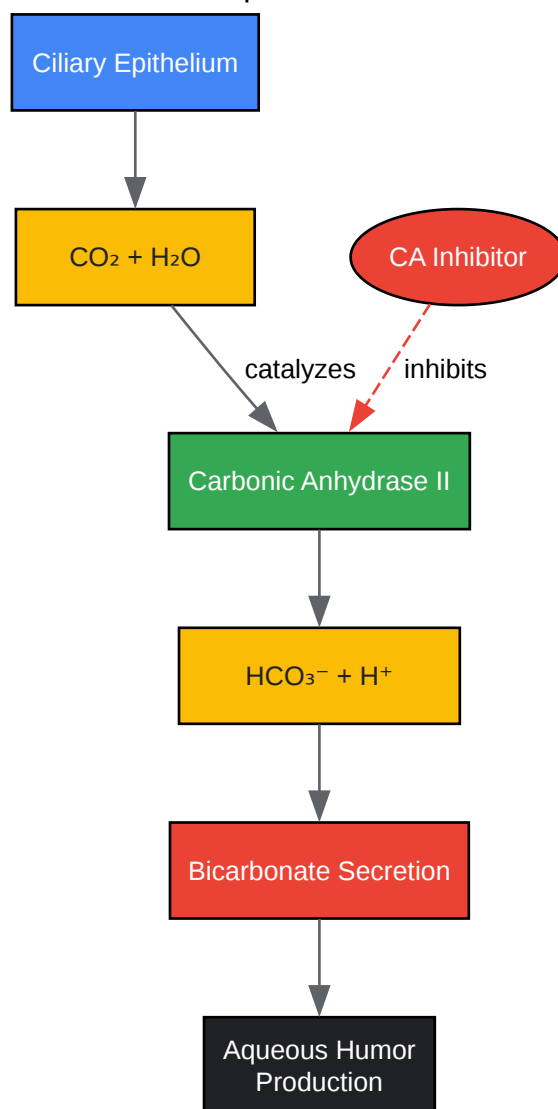 Ciliary Epithelium
CO₂ + H₂O
CA Inhibitor
catalyzes
inhibits
Carbonic Anhydrase II
HCO₃⁻ + H⁺
Bicarbonate Secretion
Aqueous Humor
Production